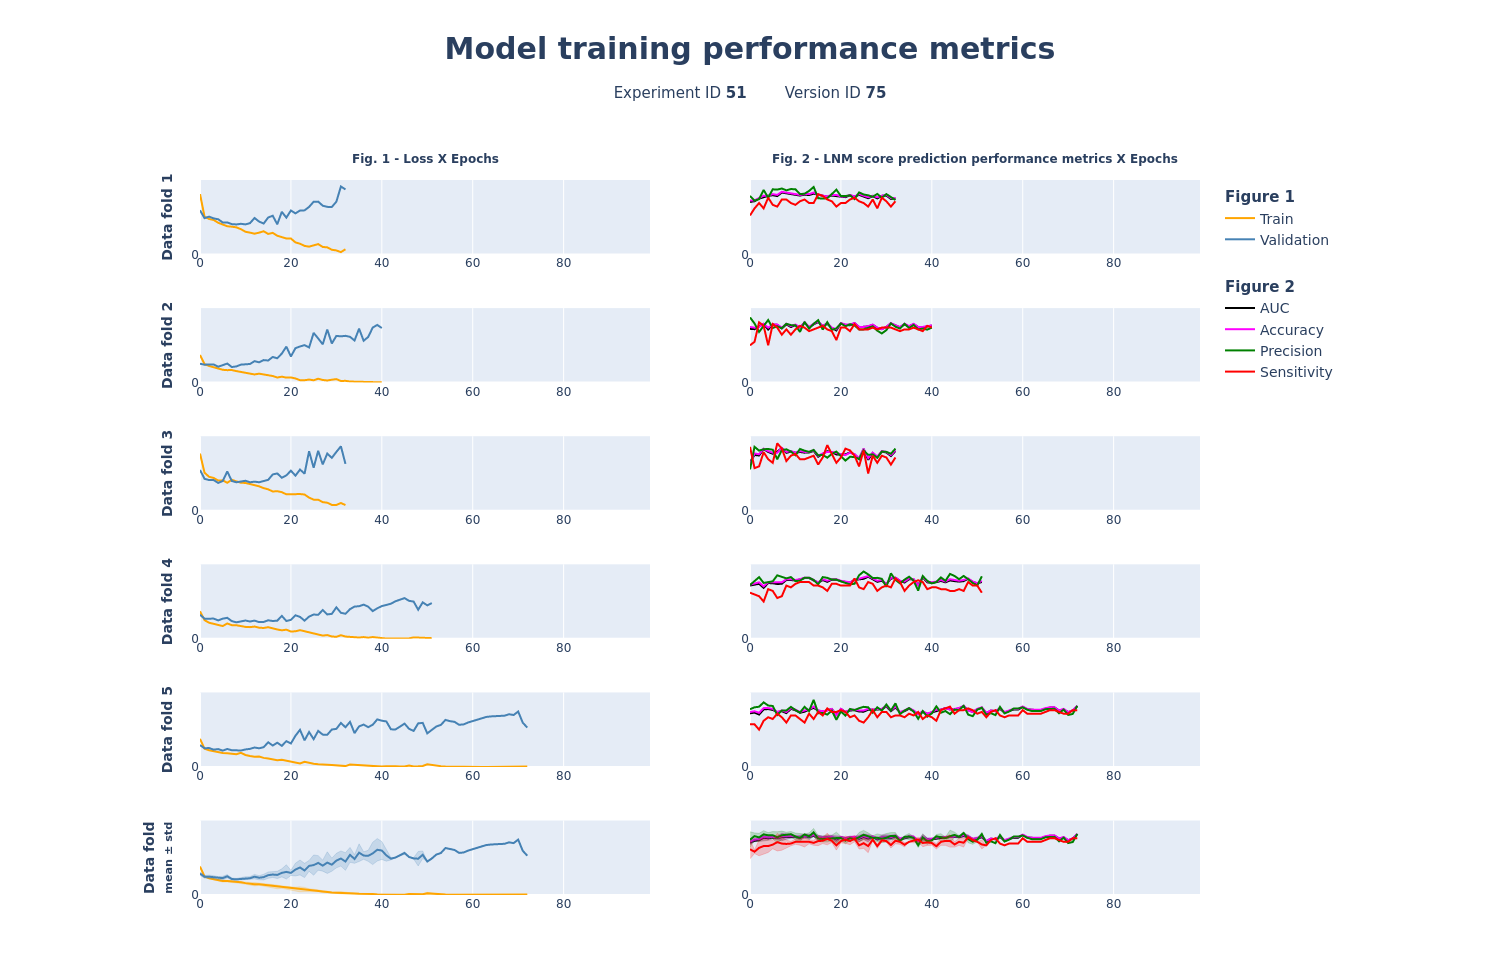 Model training performance metrics
Experiment ID 51 Version ID 75
Fig. 1 - Loss X Epochs
Fig. 2 - LNM score prediction performance metrics X Epochs
Data fold 1
0
0 20 40 60 80
0
0 20 40 60 80
Figure 1
Train
Validation
Figure 2
AUC
Accuracy
Precision
Sensitivity
Data fold 2
0
0 20 40 60 80
0
0 20 40 60 80
Data fold 3
0
0 20 40 60 80
0
0 20 40 60 80
Data fold 4
0
0 20 40 60 80
0
0 20 40 60 80
Data fold 5
0
0 20 40 60 80
0
0 20 40 60 80
Data fold
mean ± std
0
0 20 40 60 80
0
0 20 40 60 80